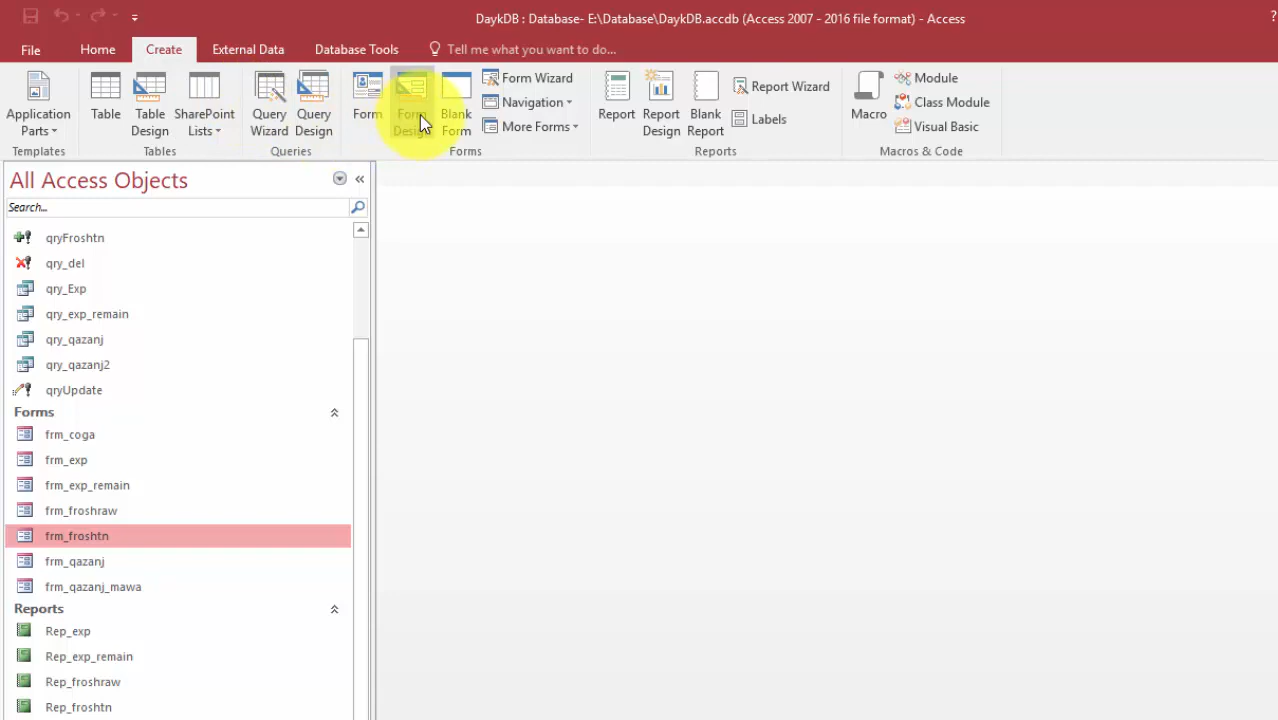 DaykDB : Database- E:\Database\DaykDB.accdb (Access 2007 - 2016 file format) - Access
?
File
Home
Create
External Data
Database Tools
Tell me what you want to do...
Application Parts
Table
Table Design
SharePoint Lists
Query Wizard
Query Design
Form
Form Design
Blank Form
Form Wizard
Navigation
More Forms
Report
Report Design
Blank Report
Report Wizard
Labels
Macro
Module
Class Module
Visual Basic
Templates
Tables
Queries
Forms
Reports
Macros & Code
All Access Objects
Search...
qryFroshtn
qry_del
qry_Exp
qry_exp_remain
qry_qazanj
qry_qazanj2
qryUpdate
Forms
frm_coga
frm_exp
frm_exp_remain
frm_froshraw
frm_froshtn
frm_qazanj
frm_qazanj_mawa
Reports
Rep_exp
Rep_exp_remain
Rep_froshraw
Rep_froshtn